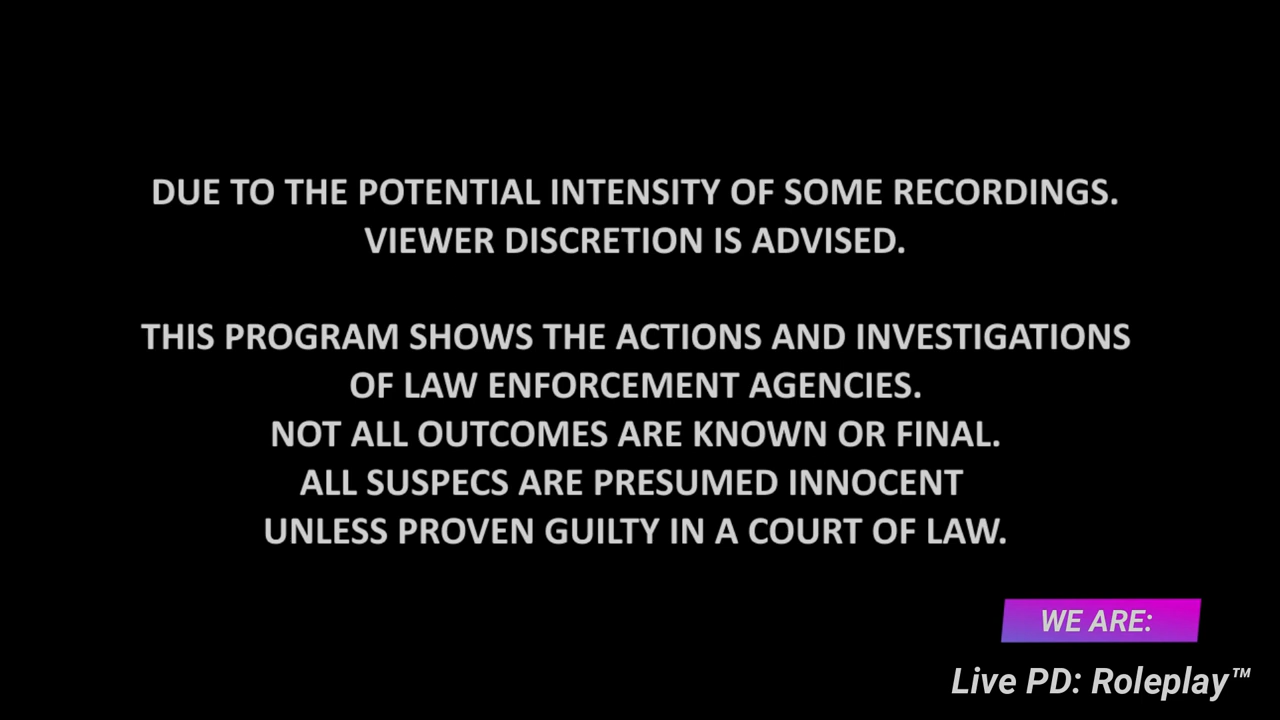 DUE TO THE POTENTIAL INTENSITY OF SOME RECORDINGS.
VIEWER DISCRETION IS ADVISED.
THIS PROGRAM SHOWS THE ACTIONS AND INVESTIGATIONS
OF LAW ENFORCEMENT AGENCIES.
NOT ALL OUTCOMES ARE KNOWN OR FINAL.
ALL SUSPECS ARE PRESUMED INNOCENT
UNLESS PROVEN GUILTY IN A COURT OF LAW.
WE ARE:
Live PD: Roleplay™